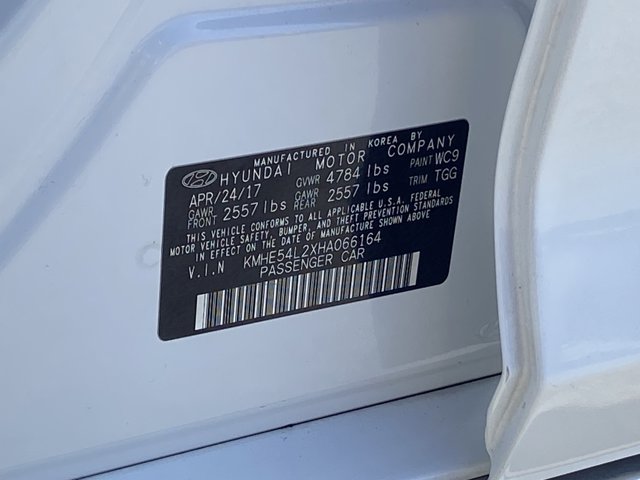 MANUFACTURED IN KOREA BY
HYUNDAI MOTOR COMPANY
APR/24/17 GVWR 4784 lbs PAINT WC9
GAWR FRONT 2557 lbs GAWR REAR 2557 lbs TRIM TGG
THIS VEHICLE CONFORMS TO ALL APPLICABLE U.S.A. FEDERAL
MOTOR VEHICLE SAFETY, BUMPER, AND THEFT PREVENTION STANDARDS
IN EFFECT ON THE DATE OF MANUFACTURE SHOWN ABOVE.
V.I.N KMHE54L2XHA066164
PASSENGER CAR